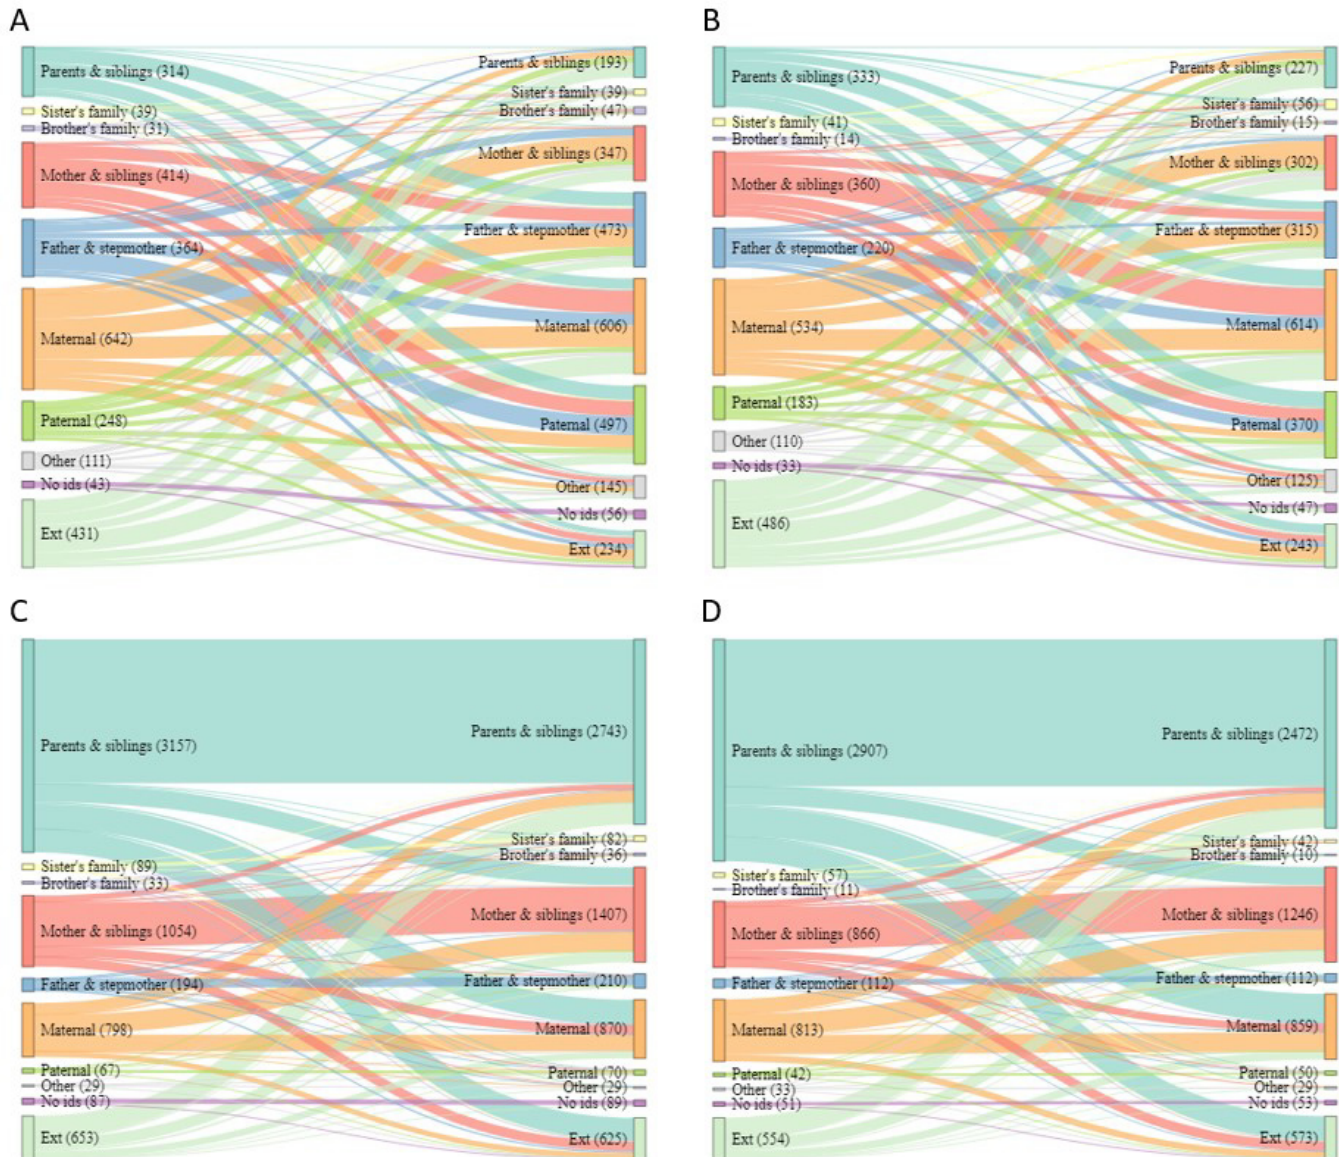 A
Parents & siblings (314)
Sister's family (39)
Brother's family (31)
Mother & siblings (414)
Father & stepmother (364)
Maternal (642)
Paternal (248)
Other (111)
No ids (43)
Ext (431)
Parents & siblings (193)
Sister's family (39)
Brother's family (47)
Mother & siblings (347)
Father & stepmother (473)
Maternal (606)
Paternal (497)
Other (145)
No ids (56)
Ext (234)
B
Parents & siblings (333)
Sister's family (41)
Brother's family (14)
Mother & siblings (360)
Father & stepmother (220)
Maternal (534)
Paternal (183)
Other (110)
No ids (33)
Ext (486)
Parents & siblings (227)
Sister's family (56)
Brother's family (15)
Mother & siblings (302)
Father & stepmother (315)
Maternal (614)
Paternal (370)
Other (125)
No ids (47)
Ext (243)
C
Parents & siblings (3157)
Sister's family (89)
Brother's family (33)
Mother & siblings (1054)
Father & stepmother (194)
Maternal (798)
Paternal (67)
Other (29)
No ids (87)
Ext (653)
Parents & siblings (2743)
Sister's family (82)
Brother's family (36)
Mother & siblings (1407)
Father & stepmother (210)
Maternal (870)
Paternal (70)
Other (29)
No ids (89)
Ext (625)
D
Parents & siblings (2907)
Sister's family (57)
Brother's family (11)
Mother & siblings (866)
Father & stepmother (112)
Maternal (813)
Paternal (42)
Other (33)
No ids (51)
Ext (554)
Parents & siblings (2472)
Sister's family (42)
Brother's family (10)
Mother & siblings (1246)
Father & stepmother (112)
Maternal (859)
Paternal (50)
Other (29)
No ids (53)
Ext (573)